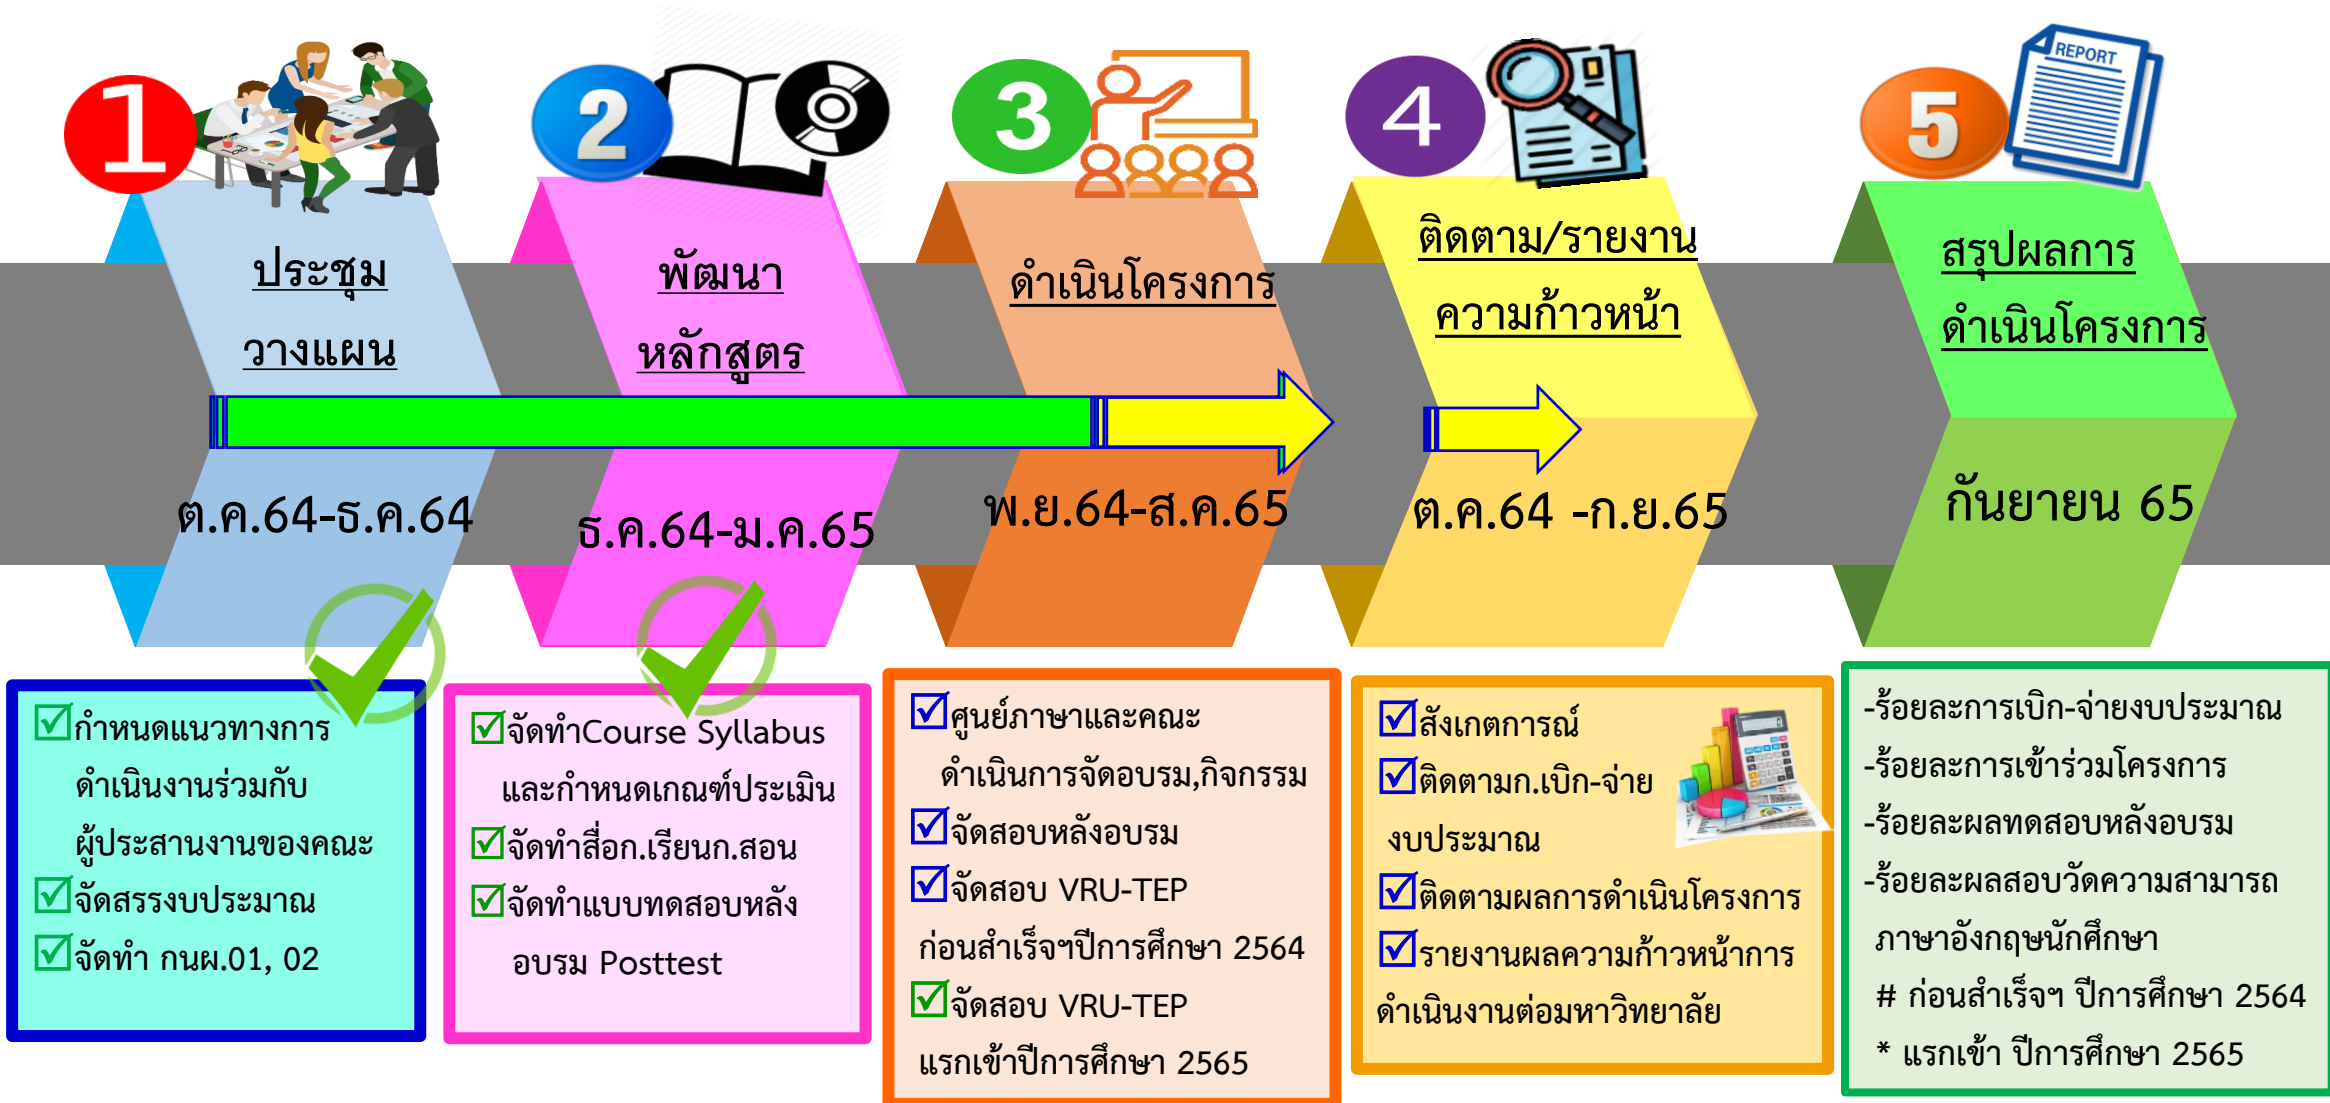 1
2
3
4
5
REPORT
ประชุม
วางแผน
ต.ค.64-ธ.ค.64
พัฒนา
หลักสูตร
ธ.ค.64-ม.ค.65
ดำเนินโครงการ
พ.ย.64-ส.ค.65
ติดตาม/รายงาน
ความก้าวหน้า
ต.ค.64 -ก.ย.65
สรุปผลการ
ดำเนินโครงการ
กันยายน 65
กำหนดแนวทางการ
ดำเนินงานร่วมกับ
ผู้ประสานงานของคณะ
จัดสรรงบประมาณ
จัดทำ กนผ.01, 02
จัดทำCourse Syllabus
และกำหนดเกณฑ์ประเมิน
จัดทำสื่อก.เรียนก.สอน
จัดทำแบบทดสอบหลัง
อบรม Posttest
ศูนย์ภาษาและคณะ
ดำเนินการจัดอบรม,กิจกรรม
จัดสอบหลังอบรม
จัดสอบ VRU-TEP
ก่อนสำเร็จฯปีการศึกษา 2564
จัดสอบ VRU-TEP
แรกเข้าปีการศึกษา 2565
สังเกตการณ์
ติดตามก.เบิก-จ่าย
งบประมาณ
ติดตามผลการดำเนินโครงการ
รายงานผลความก้าวหน้าการ
ดำเนินงานต่อมหาวิทยาลัย
-ร้อยละการเบิก-จ่ายงบประมาณ
-ร้อยละการเข้าร่วมโครงการ
-ร้อยละผลทดสอบหลังอบรม
-ร้อยละผลสอบวัดความสามารถ
ภาษาอังกฤษนักศึกษา
# ก่อนสำเร็จฯ ปีการศึกษา 2564
* แรกเข้า ปีการศึกษา 2565